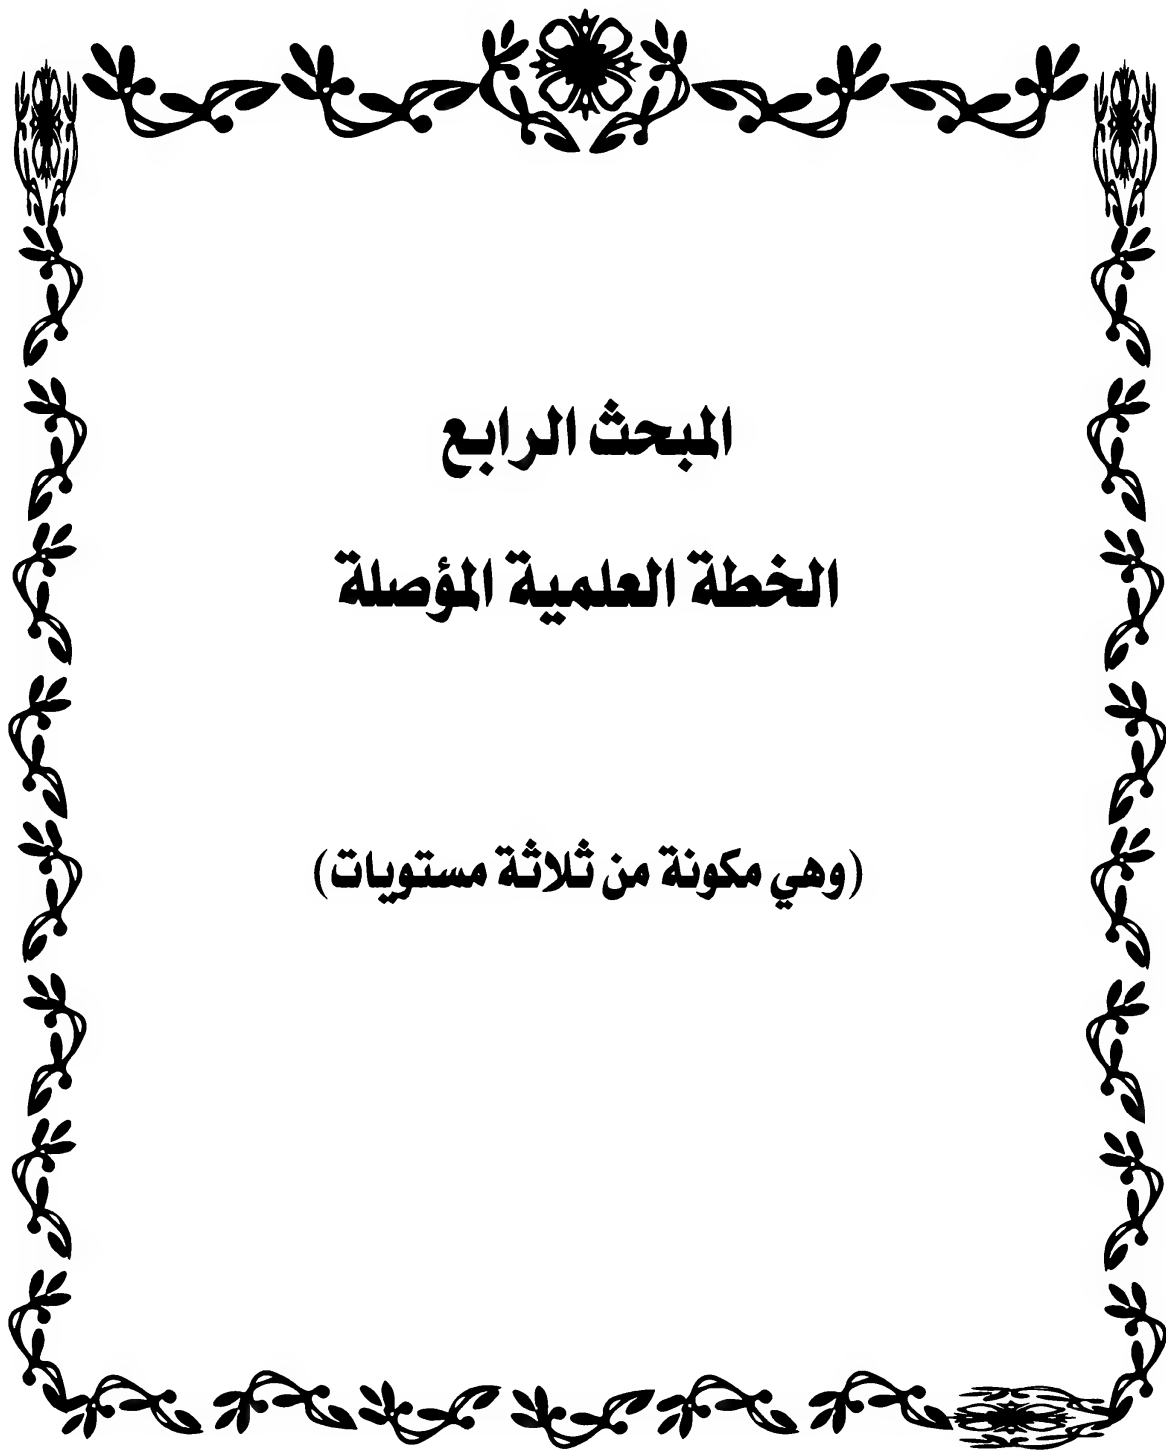 المبحث الرابع
الخطة العلمية المؤصلة
(وهي مكونة من ثلاثة مستويات)